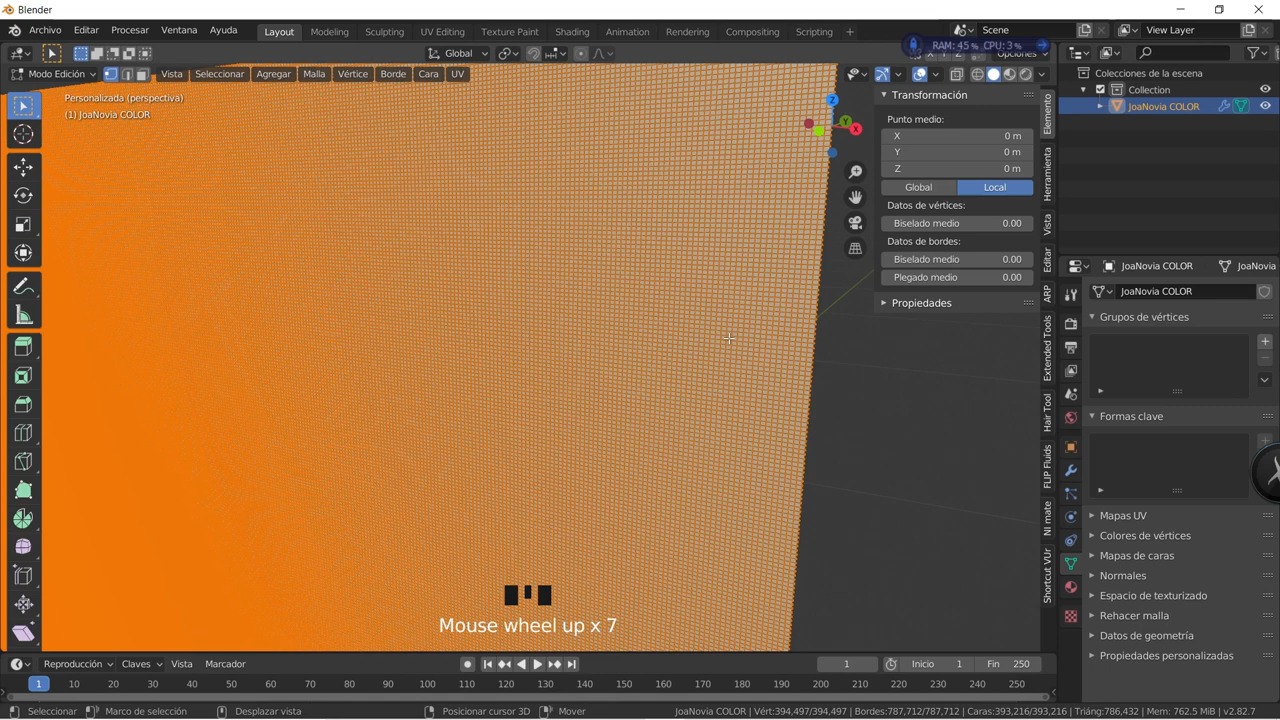 Blender
Archivo Editar Procesar Ventana Ayuda Layout Modeling Sculpting UV Editing Texture Paint Shading Animation Rendering Compositing Scripting + Scene View Layer
Global RAM: 45% CPU: 3% Opciones
Modo Edición Vista Seleccionar Agregar Malla Vértice Borde Cara UV
Personalizada (perspectiva)
(1) JoaNovia COLOR
Z
Y
X
Transformación
Punto medio:
X 0 m
Y 0 m
Z 0 m
Global Local
Datos de vértices:
Biselado medio 0.00
Datos de bordes:
Biselado medio 0.00
Plegado medio 0.00
Propiedades
Elemento
Herramienta
Vista
Editar
ARP
Extended Tools
Hair Tool
FLIP Fluids
NI mate
Shortcut VUr
Colecciones de la escena
Collection
JoaNovia COLOR
JoaNovia COLOR JoaNovia
JoaNovia COLOR
Grupos de vértices
Formas clave
Mapas UV
Colores de vértices
Mapas de caras
Normales
Espacio de texturizado
Rehacer malla
Datos de geometría
Propiedades personalizadas
Mouse wheel up x 7
Reproducción Claves Vista Marcador 1 Inicio 1 Fin 250
1 10 20 30 40 50 60 70 80 90 100 110 120 130 140 150 160 170 180 190 200 210 220 230 240 250
Seleccionar Marco de selección Desplazar vista Posicionar cursor 3D Mover JoaNovia COLOR | Vért:394,497/394,497 | Bordes:787,712/787,712 | Caras:393,216/393,216 | Triáng:786,432 | Mem: 762.5 MiB | v2.82.7